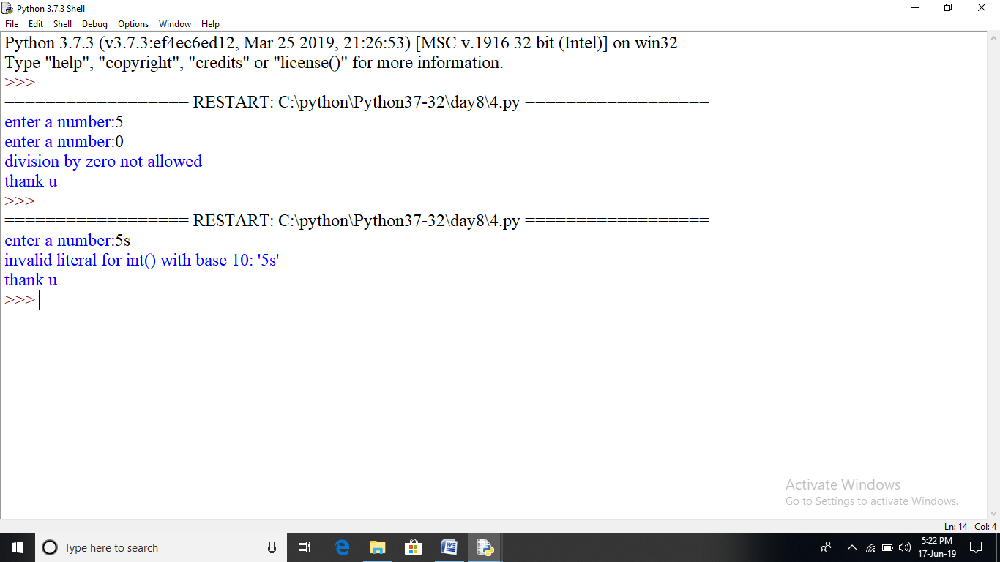 Python 3.7.3 Shell
File Edit Shell Debug Options Window Help
Python 3.7.3 (v3.7.3:ef4ec6ed12, Mar 25 2019, 21:26:53) [MSC v.1916 32 bit (Intel)] on win32
Type "help", "copyright", "credits" or "license()" for more information.
>>>
================== RESTART: C:\python\Python37-32\day8\4.py ==================
enter a number:5
enter a number:0
division by zero not allowed
thank u
>>>
================== RESTART: C:\python\Python37-32\day8\4.py ==================
enter a number:5s
invalid literal for int() with base 10: '5s'
thank u
>>>
Activate Windows
Go to Settings to activate Windows.
Ln: 14 Col: 4
Type here to search
5:22 PM
17-Jun-19